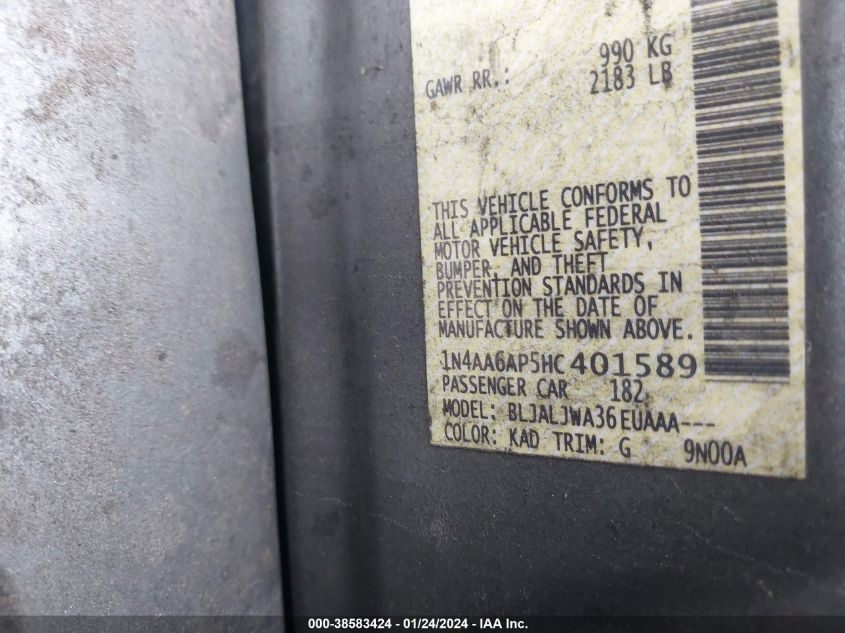 990 KG
GAWR RR.: 2183 LB
THIS VEHICLE CONFORMS TO
ALL APPLICABLE FEDERAL
MOTOR VEHICLE SAFETY,
BUMPER, AND THEFT
PREVENTION STANDARDS IN
EFFECT ON THE DATE OF
MANUFACTURE SHOWN ABOVE.
1N4AA6AP5HC401589
PASSENGER CAR 182
MODEL: BLJALJWA36EUAAA---
COLOR: KAD TRIM: G 9N00A
000-38583424 - 01/24/2024 - IAA Inc.